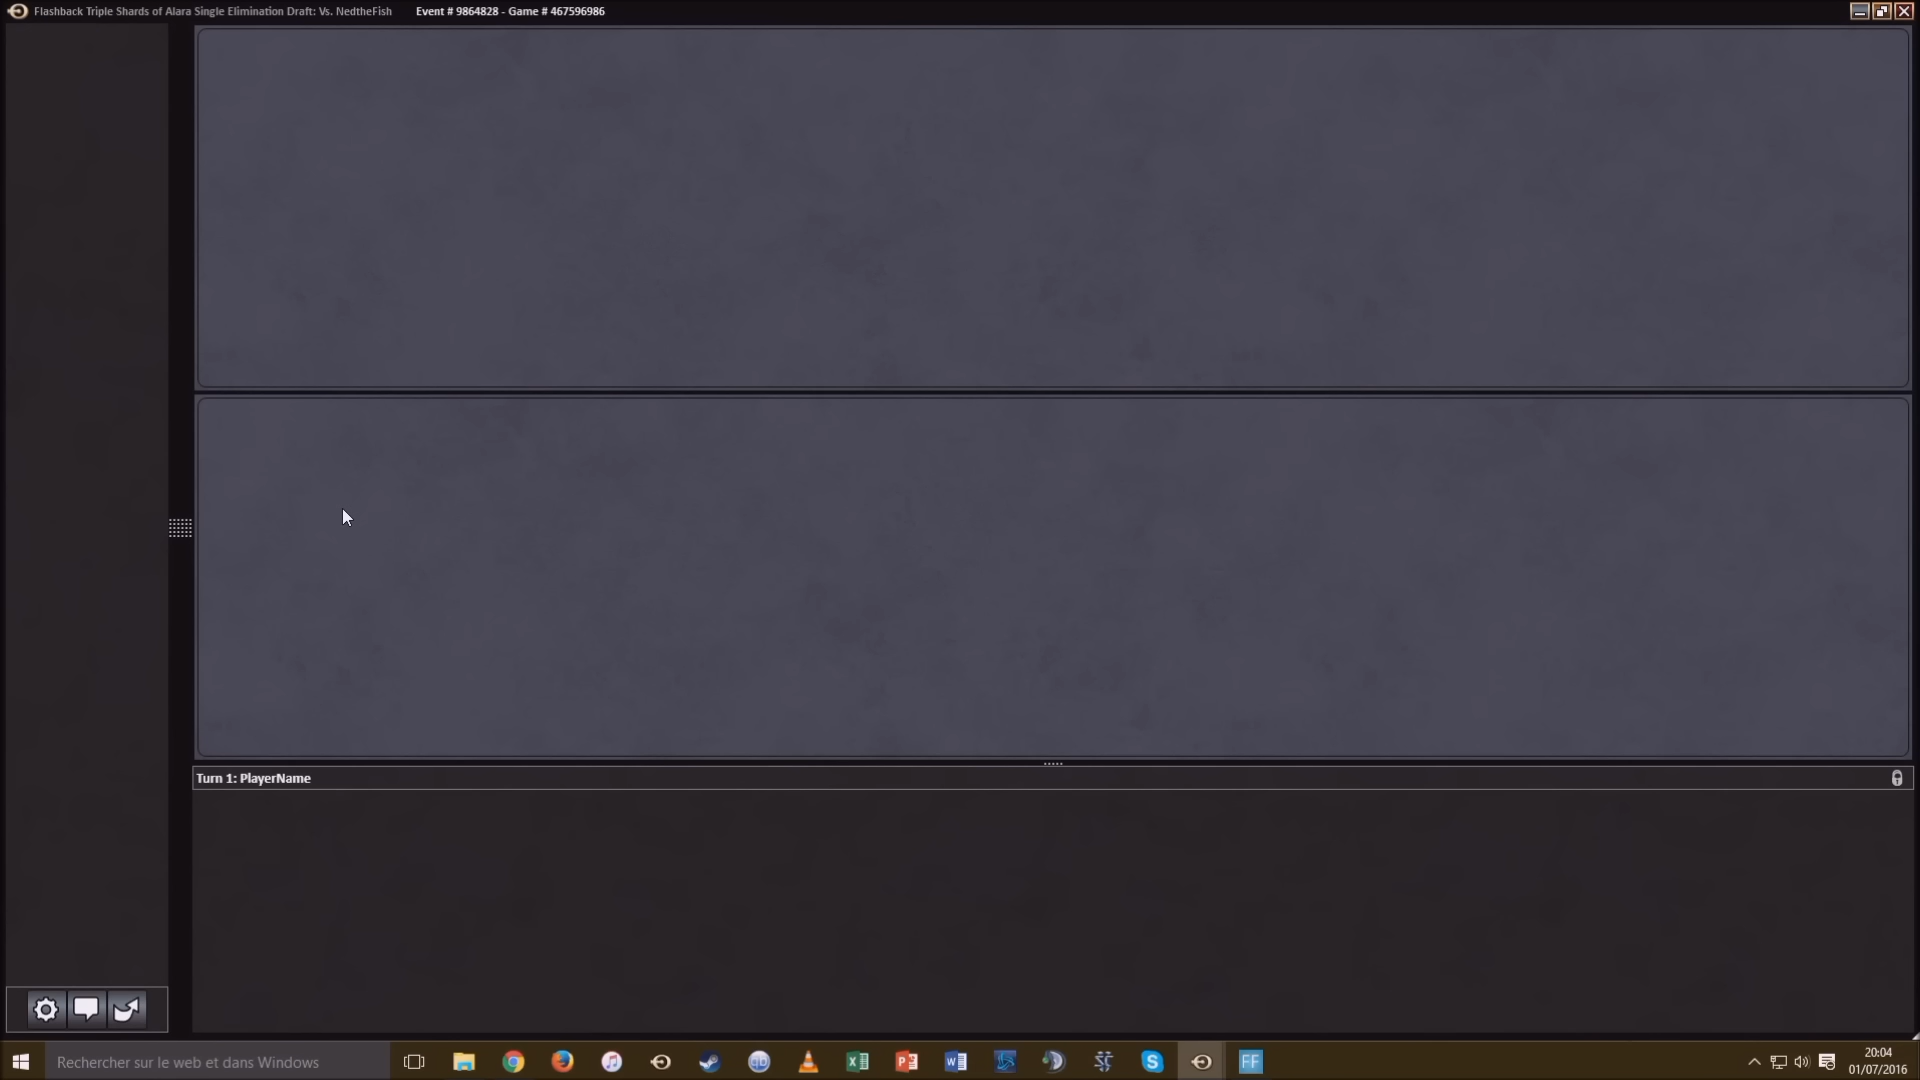 Flashback Triple Shards of Alara Single Elimination Draft: Vs. NedtheFish Event # 9864828 - Game # 467596986
Turn 1: PlayerName
Rechercher sur le web et dans Windows
FF
20:04
01/07/2016